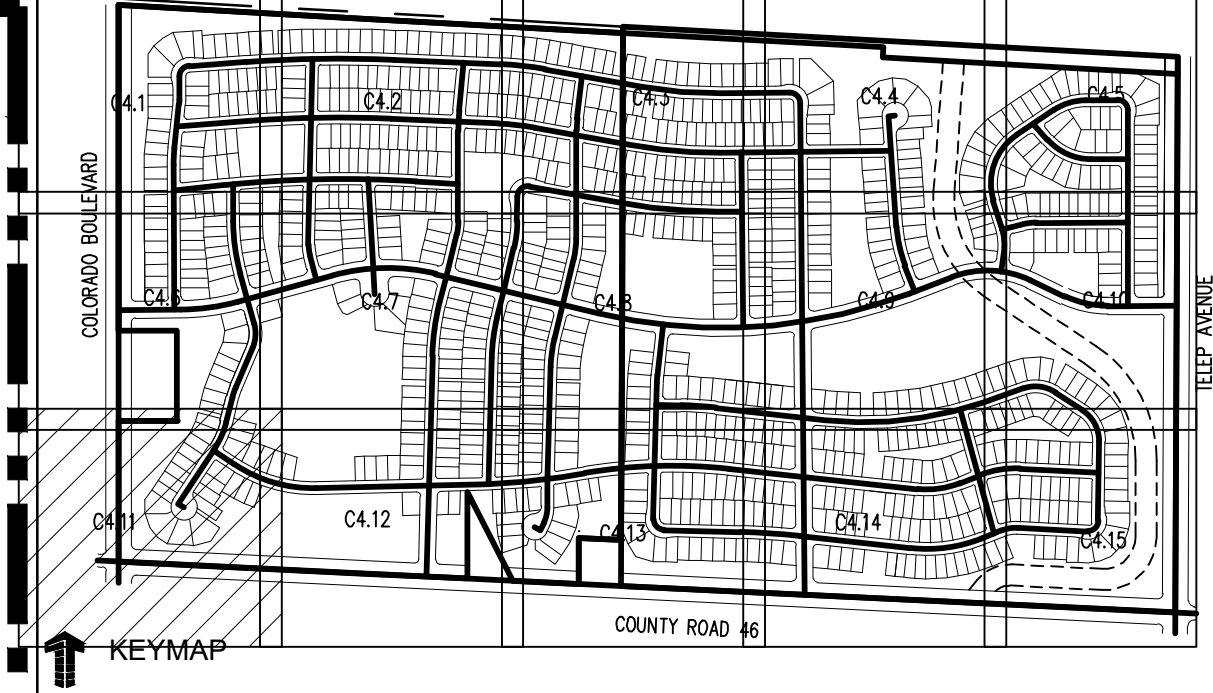 C4.1
C4.2
C4.3
C4.4
C4.5
COLORADO BOULEVARD
C4.6
C4.7
C4.8
C4.9
C4.10
TELEP AVENUE
C4.11
C4.12
C4.13
C4.14
C4.15
COUNTY ROAD 46
KEYMAP